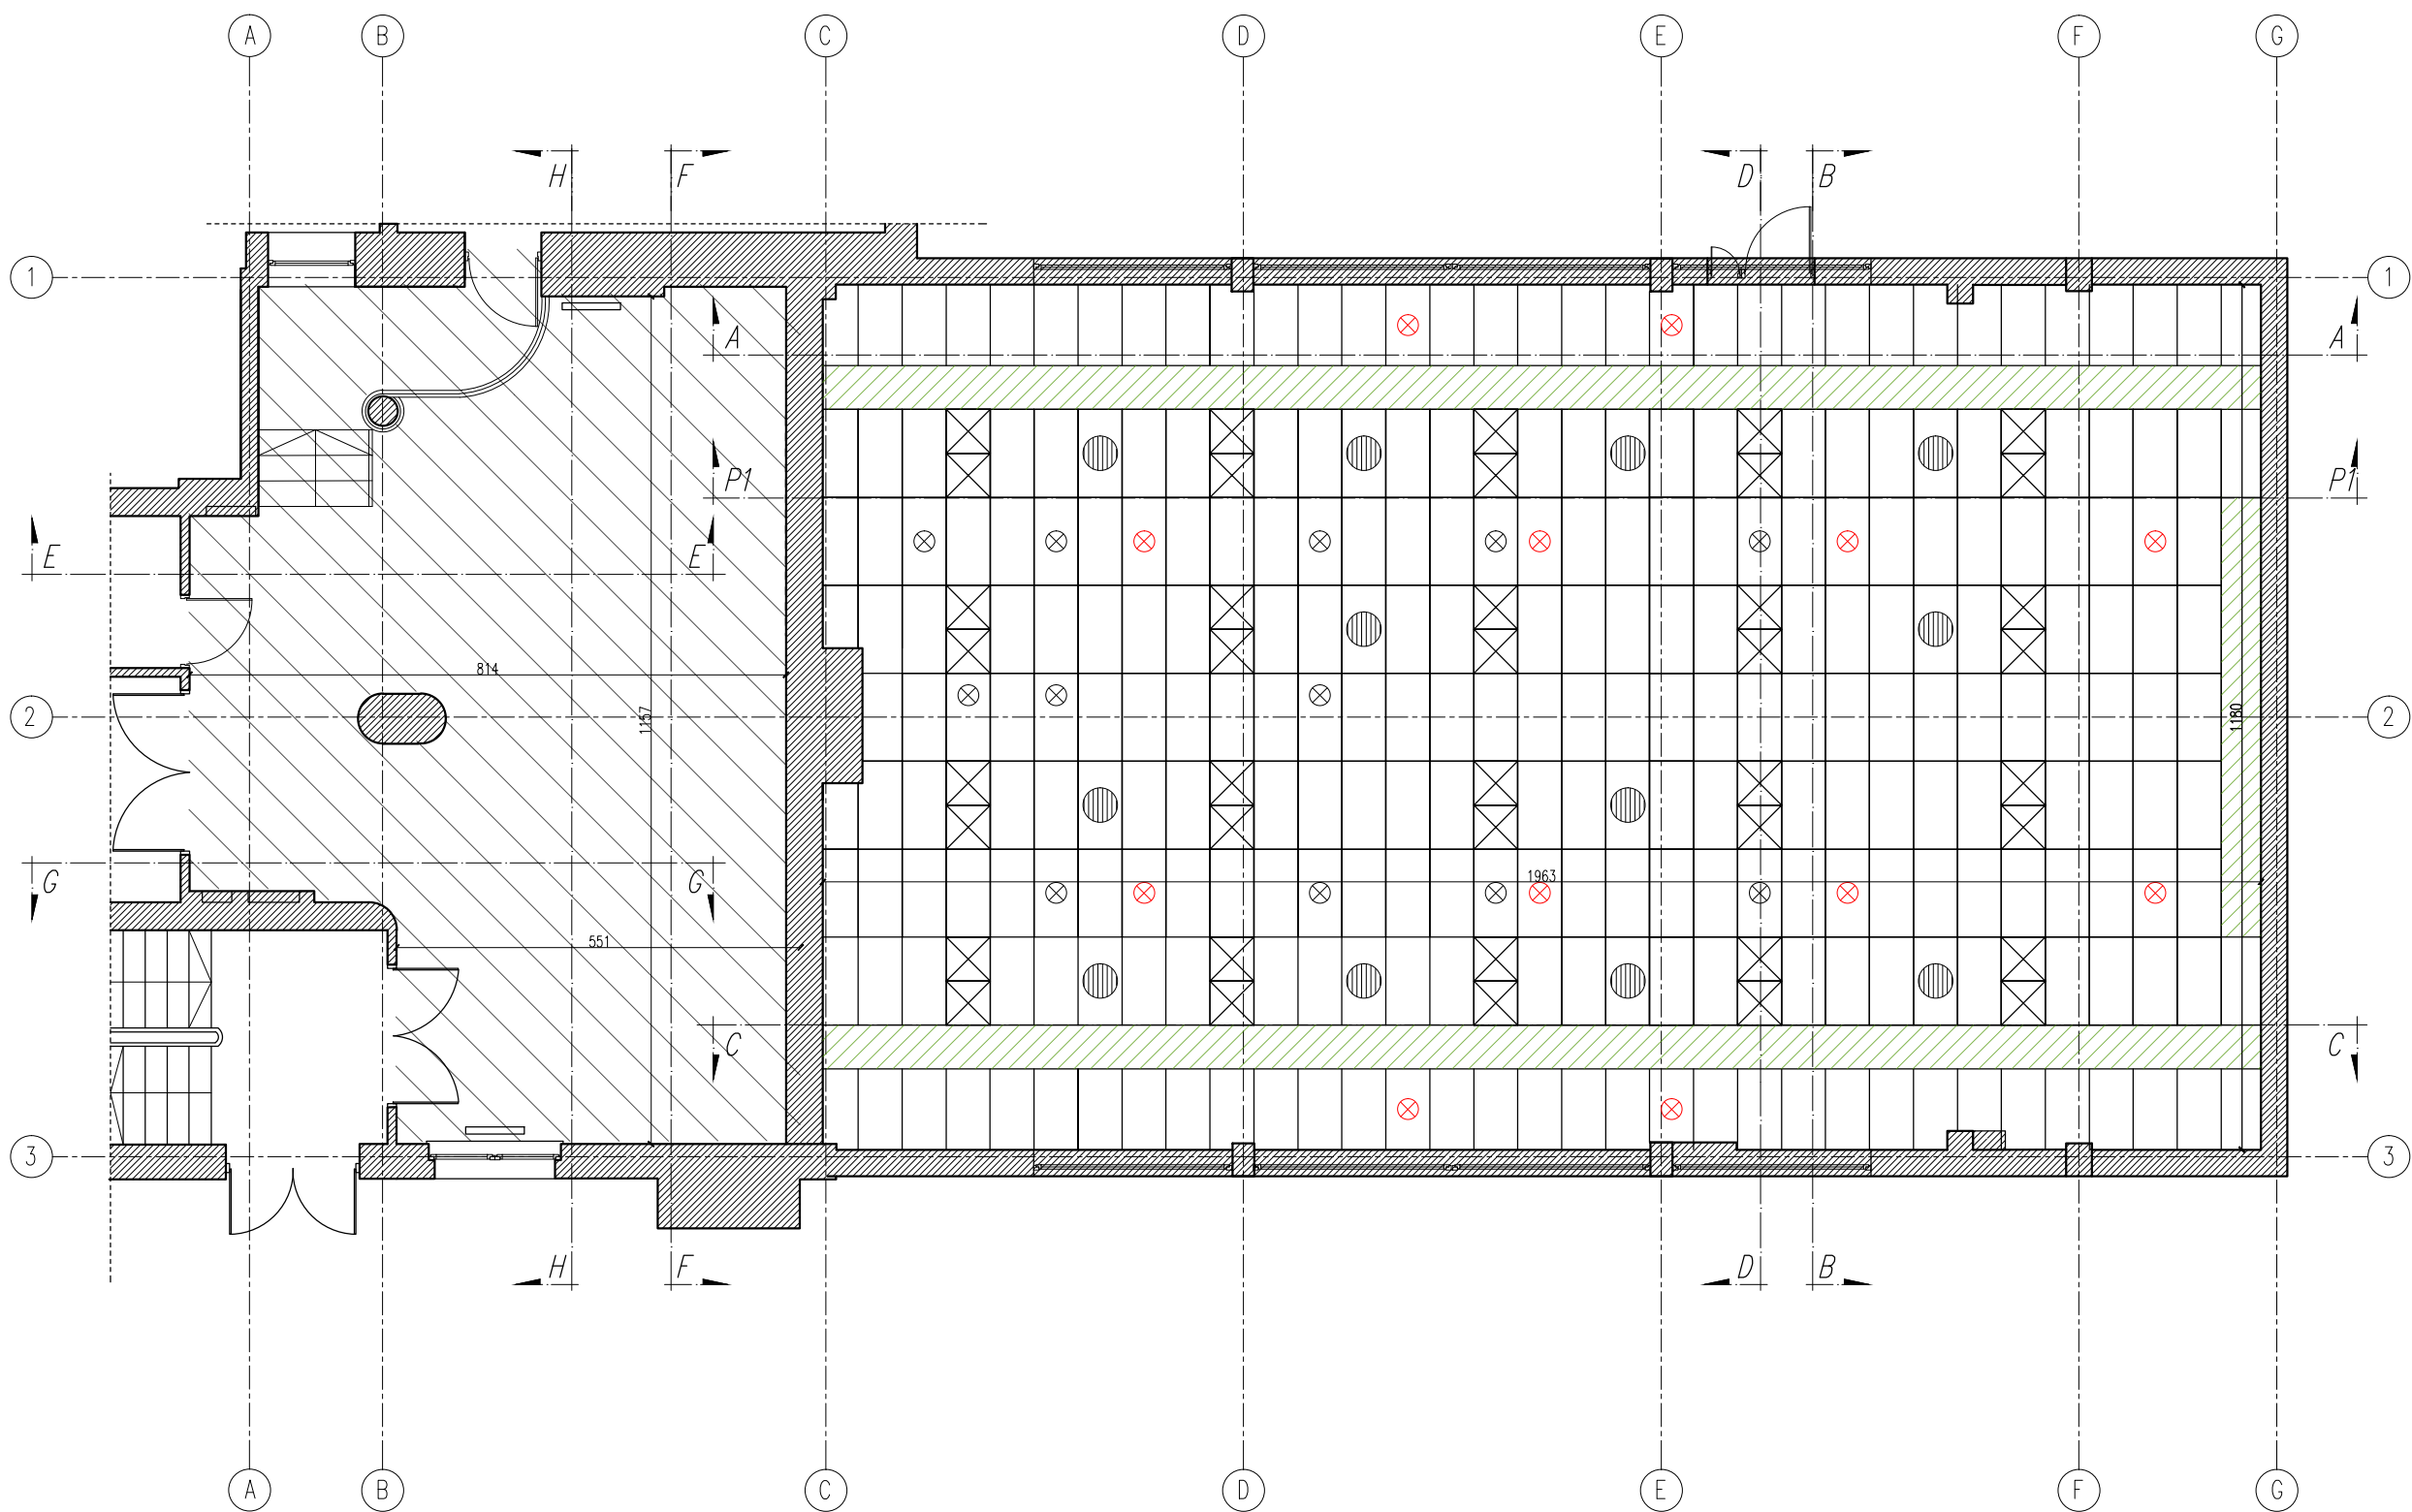 A B C D E F G
H F D B
1 1
A A
P1 P1
E E
814
1157
2 2
1180
G G
1963
551
C C
3 3
H F D B
A B C D E F G